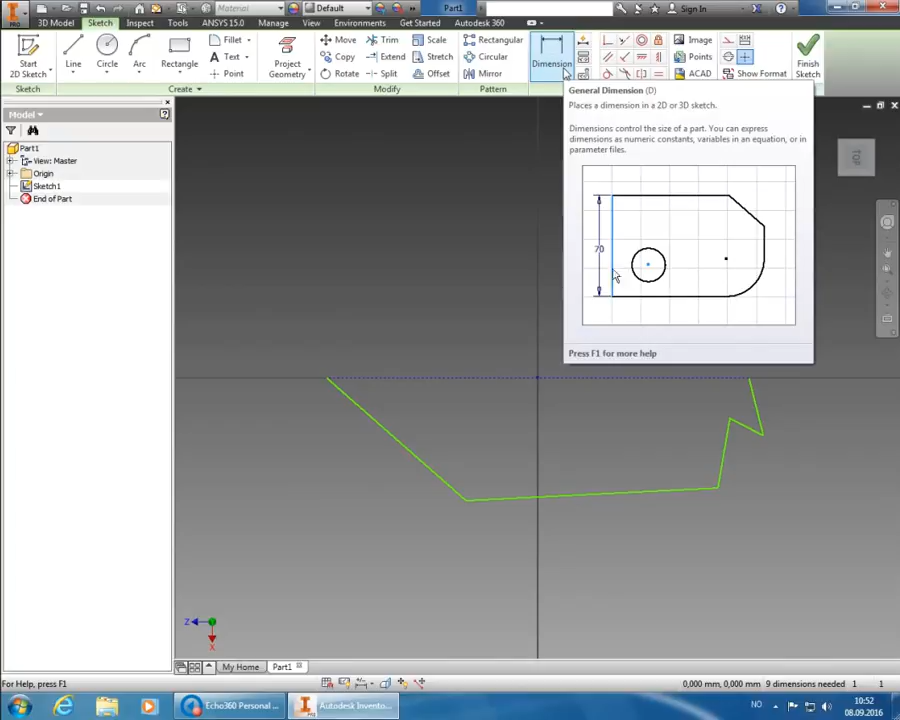 PRO
Material
Default
Part1
Sign In
3D Model Sketch Inspect Tools ANSYS 15.0 Manage View Environments Get Started Autodesk 360
Start
2D Sketch
Line
Circle
Arc
Rectangle
Fillet
Text
Point
Project
Geometry
Move
Copy
Rotate
Trim
Extend
Split
Scale
Stretch
Offset
Rectangular
Circular
Mirror
Dimension
Image
Points
ACAD
Show Format
Finish
Sketch
Sketch
Create
Modify
Pattern
Model
Part1
View: Master
Origin
Sketch1
End of Part
General Dimension (D)
Places a dimension in a 2D or 3D sketch.
Dimensions control the size of a part. You can express
dimensions as numeric constants, variables in an equation, or in
parameter files.
70
Press F1 for more help
TOP
Z
X
My Home
Part1
For Help, press F1
0,000 mm, 0,000 mm 9 dimensions needed 1 1
Echo360 Personal ...
Autodesk Invento...
NO
10:52
08.09.2016